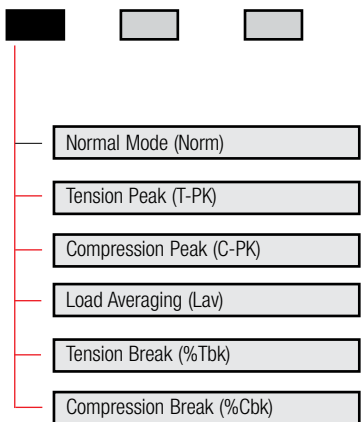 Normal Mode (Norm)
Tension Peak (T-PK)
Compression Peak (C-PK)
Load Averaging (Lav)
Tension Break (%Tbk)
Compression Break (%Cbk)